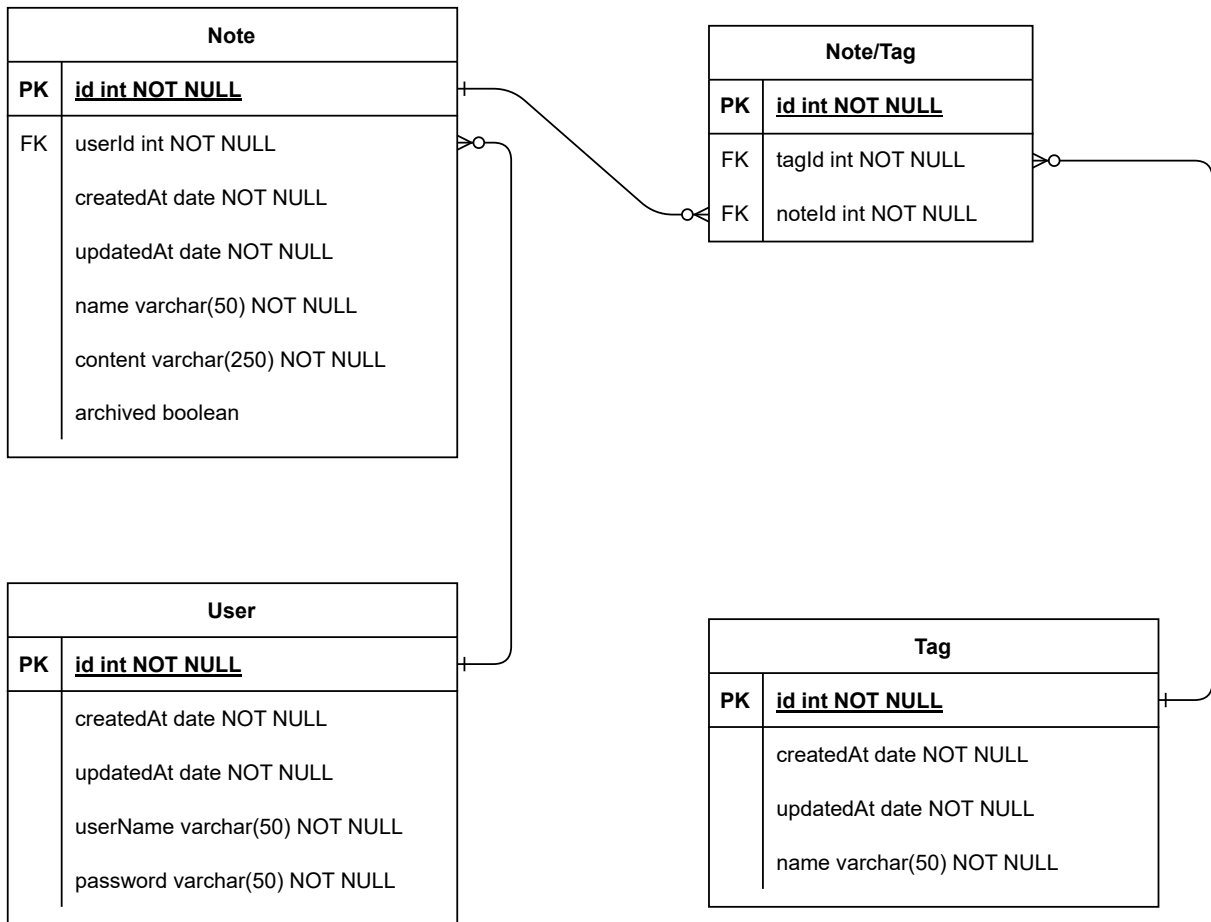 Note
PK id int NOT NULL
FK userId int NOT NULL
createdAt date NOT NULL
updatedAt date NOT NULL
name varchar(50) NOT NULL
content varchar(250) NOT NULL
archived boolean
Note/Tag
PK id int NOT NULL
FK tagId int NOT NULL
FK noteId int NOT NULL
User
PK id int NOT NULL
createdAt date NOT NULL
updatedAt date NOT NULL
userName varchar(50) NOT NULL
password varchar(50) NOT NULL
Tag
PK id int NOT NULL
createdAt date NOT NULL
updatedAt date NOT NULL
name varchar(50) NOT NULL